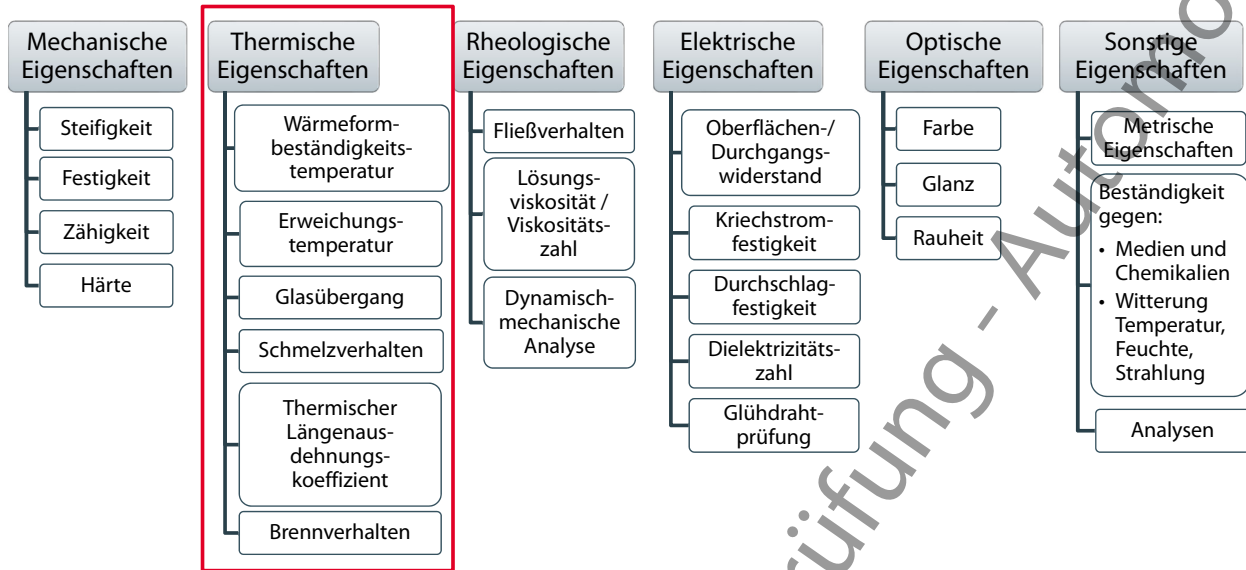 Mechanische
Eigenschaften
Steifigkeit
Festigkeit
Zähigkeit
Härte
Thermische
Eigenschaften
Wärmeform-
beständigkeits-
temperatur
Erweichungs-
temperatur
Glasübergang
Schmelzverhalten
Thermischer
Längenaus-
dehnungs-
koeffizient
Brennverhalten
Rheologische
Eigenschaften
Fließverhalten
Lösungs-
viskosität /
Viskositäts-
zahl
Dynamisch-
mechanische
Analyse
Elektrische
Eigenschaften
Oberflächen-/
Durchgangs-
widerstand
Kriechstrom-
festigkeit
Durchschlag-
festigkeit
Dielektrizitäts-
zahl
Glühdraht-
prüfung
Optische
Eigenschaften
Farbe
Glanz
Rauheit
Sonstige
Eigenschaften
Metrische
Eigenschaften
Beständigkeit
gegen:
• Medien und
Chemikalien
• Witterung
Temperatur,
Feuchte,
Strahlung
Analysen
rüfung - Automo